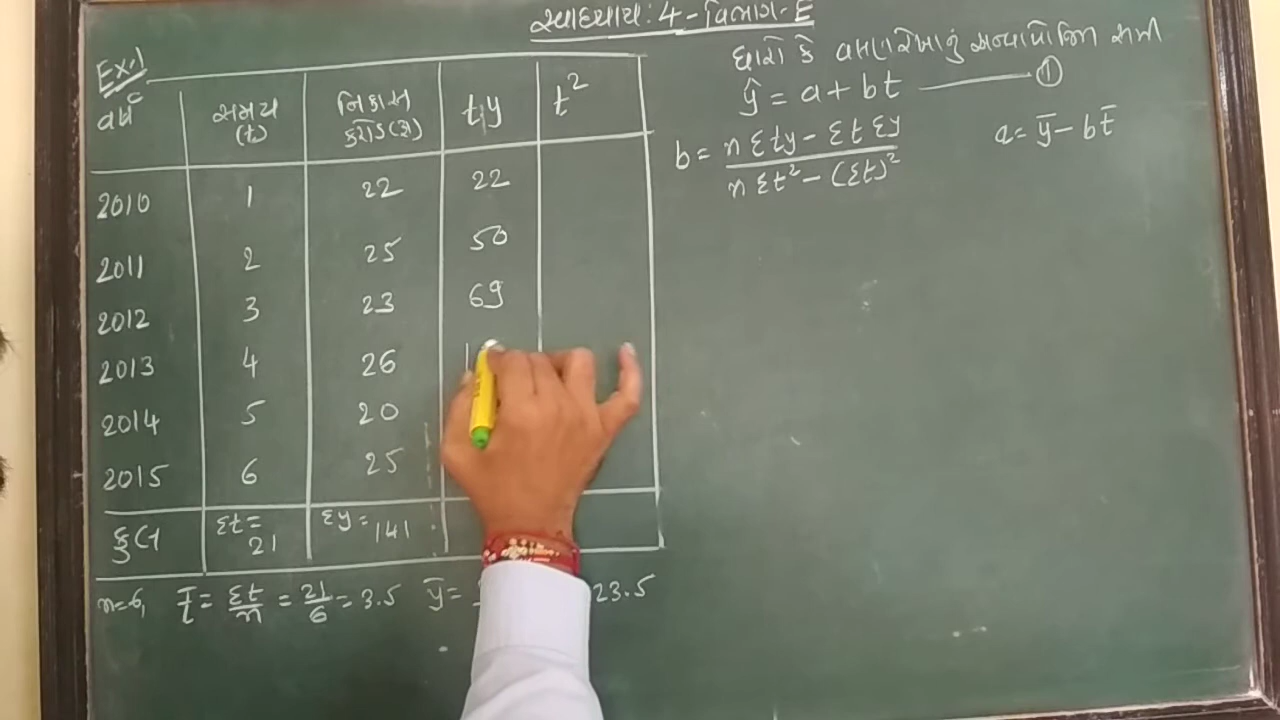 સ્વાધ્યાય: 4 - વિભાગ-E
Ex.1
ધારો કે વલણરેખાનું અન્વાયોજિત સમી
ŷ = a + bt ——— ①
b = nΣty - ΣtΣy / nΣt² - (Σt)²
a = ȳ - bt̄
વર્ષ સમય (t) નિકાસ કરોડ(રૂ) ty t²
2010 1 22 22
2011 2 25 50
2012 3 23 69
2013 4 26 1
2014 5 20
2015 6 25
કુલ Σt = 21 Σy = 141
n=6, t̄ = Σt/n = 21/6 = 3.5 ȳ = 23.5